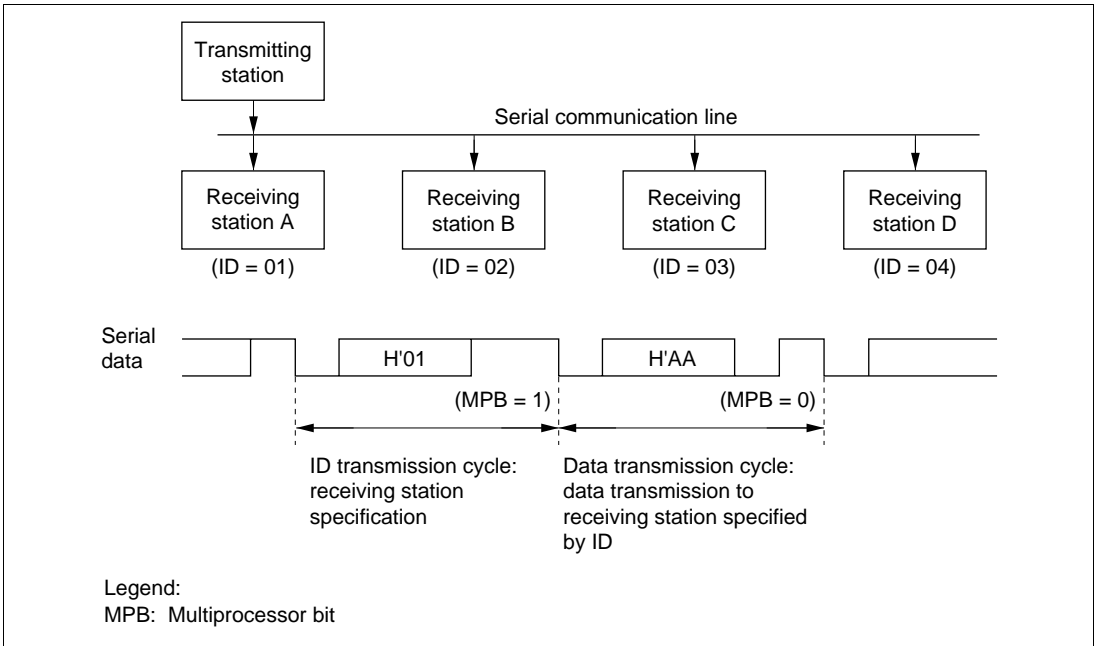 Transmitting
station
Serial communication line
Receiving
station A
Receiving
station B
Receiving
station C
Receiving
station D
(ID = 01)
(ID = 02)
(ID = 03)
(ID = 04)
Serial
data
H'01
H'AA
(MPB = 1)
(MPB = 0)
ID transmission cycle:
receiving station
specification
Data transmission cycle:
data transmission to
receiving station specified
by ID
Legend:
MPB: Multiprocessor bit